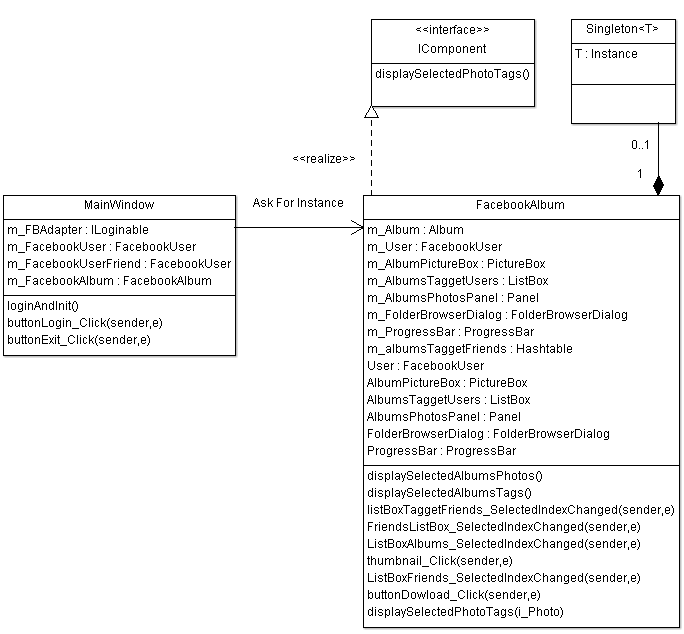 <<interface>>
IComponent
displaySelectedPhotoTags()
Singleton<T>
T : Instance
<<realize>>
0..1
1
Ask For Instance
MainWindow
m_FBAdapter : ILoginable
m_FacebookUser : FacebookUser
m_FacebookUserFriend : FacebookUser
m_FacebookAlbum : FacebookAlbum
loginAndInit()
buttonLogin_Click(sender,e)
buttonExit_Click(sender,e)
FacebookAlbum
m_Album : Album
m_User : FacebookUser
m_AlbumPictureBox : PictureBox
m_AlbumsTaggetUsers : ListBox
m_AlbumsPhotosPanel : Panel
m_FolderBrowserDialog : FolderBrowserDialog
m_ProgressBar : ProgressBar
m_albumsTaggetFriends : Hashtable
User : FacebookUser
AlbumPictureBox : PictureBox
AlbumsTaggetUsers : ListBox
AlbumsPhotosPanel : Panel
FolderBrowserDialog : FolderBrowserDialog
ProgressBar : ProgressBar
displaySelectedAlbumsPhotos()
displaySelectedAlbumsTags()
listBoxTaggetFriends_SelectedIndexChanged(sender,e)
FriendsListBox_SelectedIndexChanged(sender,e)
ListBoxAlbums_SelectedIndexChanged(sender,e)
thumbnail_Click(sender,e)
ListBoxFriends_SelectedIndexChanged(sender,e)
buttonDowload_Click(sender,e)
displaySelectedPhotoTags(i_Photo)